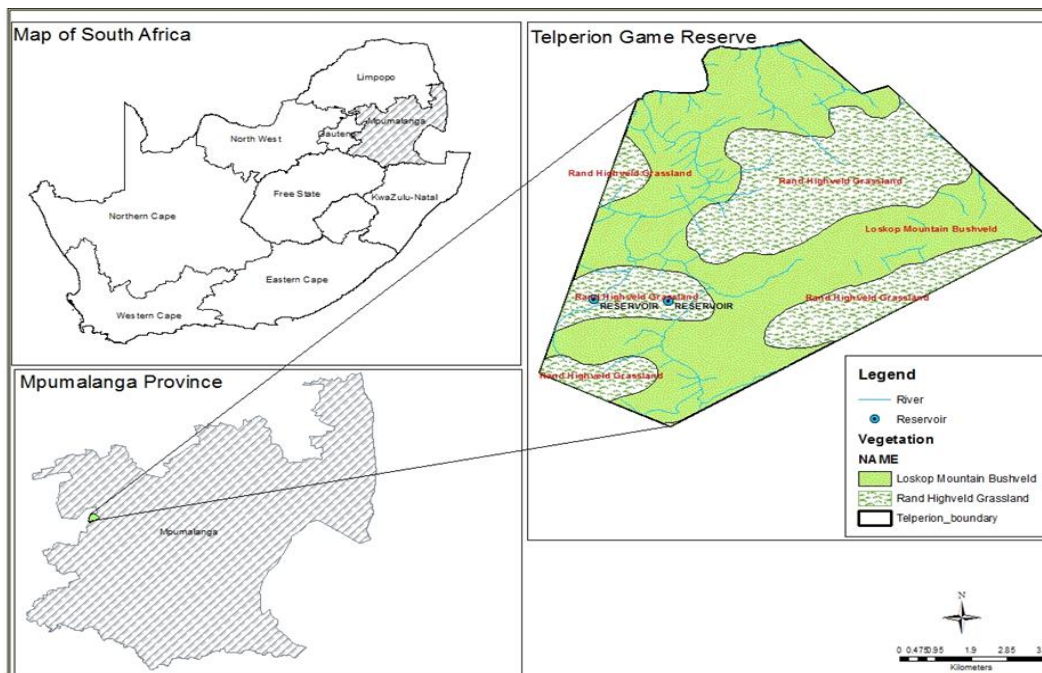 Map of South Africa
Limpopo
Mpumalanga
North West
Gauteng
Free State
KwaZulu-Natal
Northern Cape
Eastern Cape
Western Cape
Mpumalanga Province
Mpumalanga
Telperion Game Reserve
Rand Highveld Grassland
Rand Highveld Grassland
Loskop Mountain Bushveld
Rand Highveld Grassland
Rand Highveld Grassland
RESERVOIR
RESERVOIR
Rand Highveld Grassland
Legend
River
Reservoir
Vegetation
NAME
Loskop Mountain Bushveld
Rand Highveld Grassland
Telperion_boundary
N
0 0.475 0.95 1.9 2.85
Kilometers